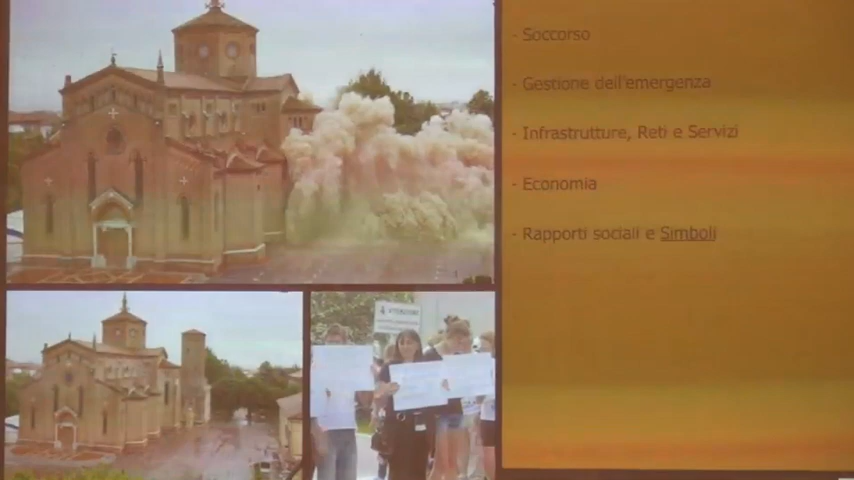 - Soccorso
- Gestione dell'emergenza
- Infrastrutture, Reti e Servizi
- Economia
- Rapporti sociali e Simboli